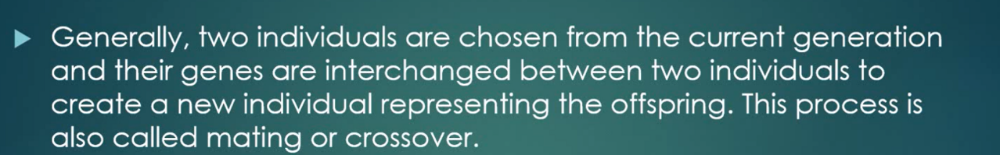 Generally, two individuals are chosen from the current generation
and their genes are interchanged between two individuals to
create a new individual representing the offspring. This process is
also called mating or crossover.